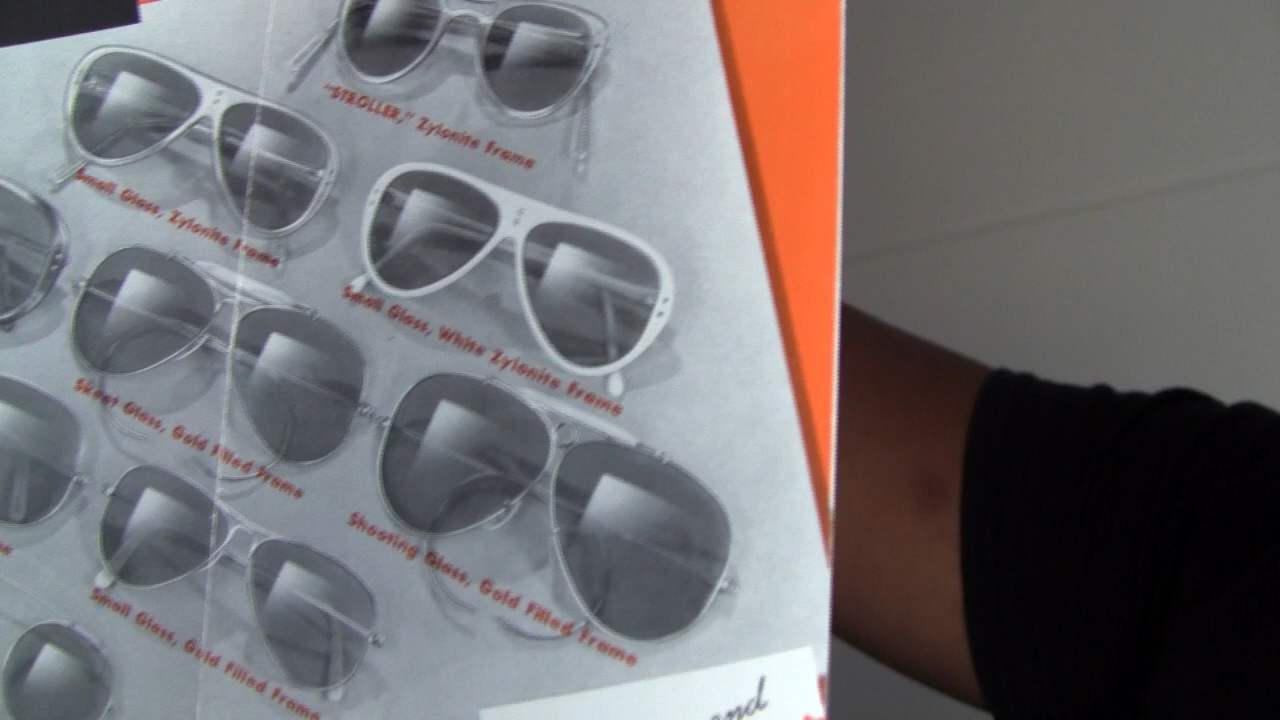 "STROLLER," Zylonite Frame
Small Glass, Zylonite Frame
Small Glass, White Zylonite Frame
Skeet Glass, Gold Filled Frame
Shooting Glass, Gold Filled Frame
Small Glass, Gold Filled Frame
and